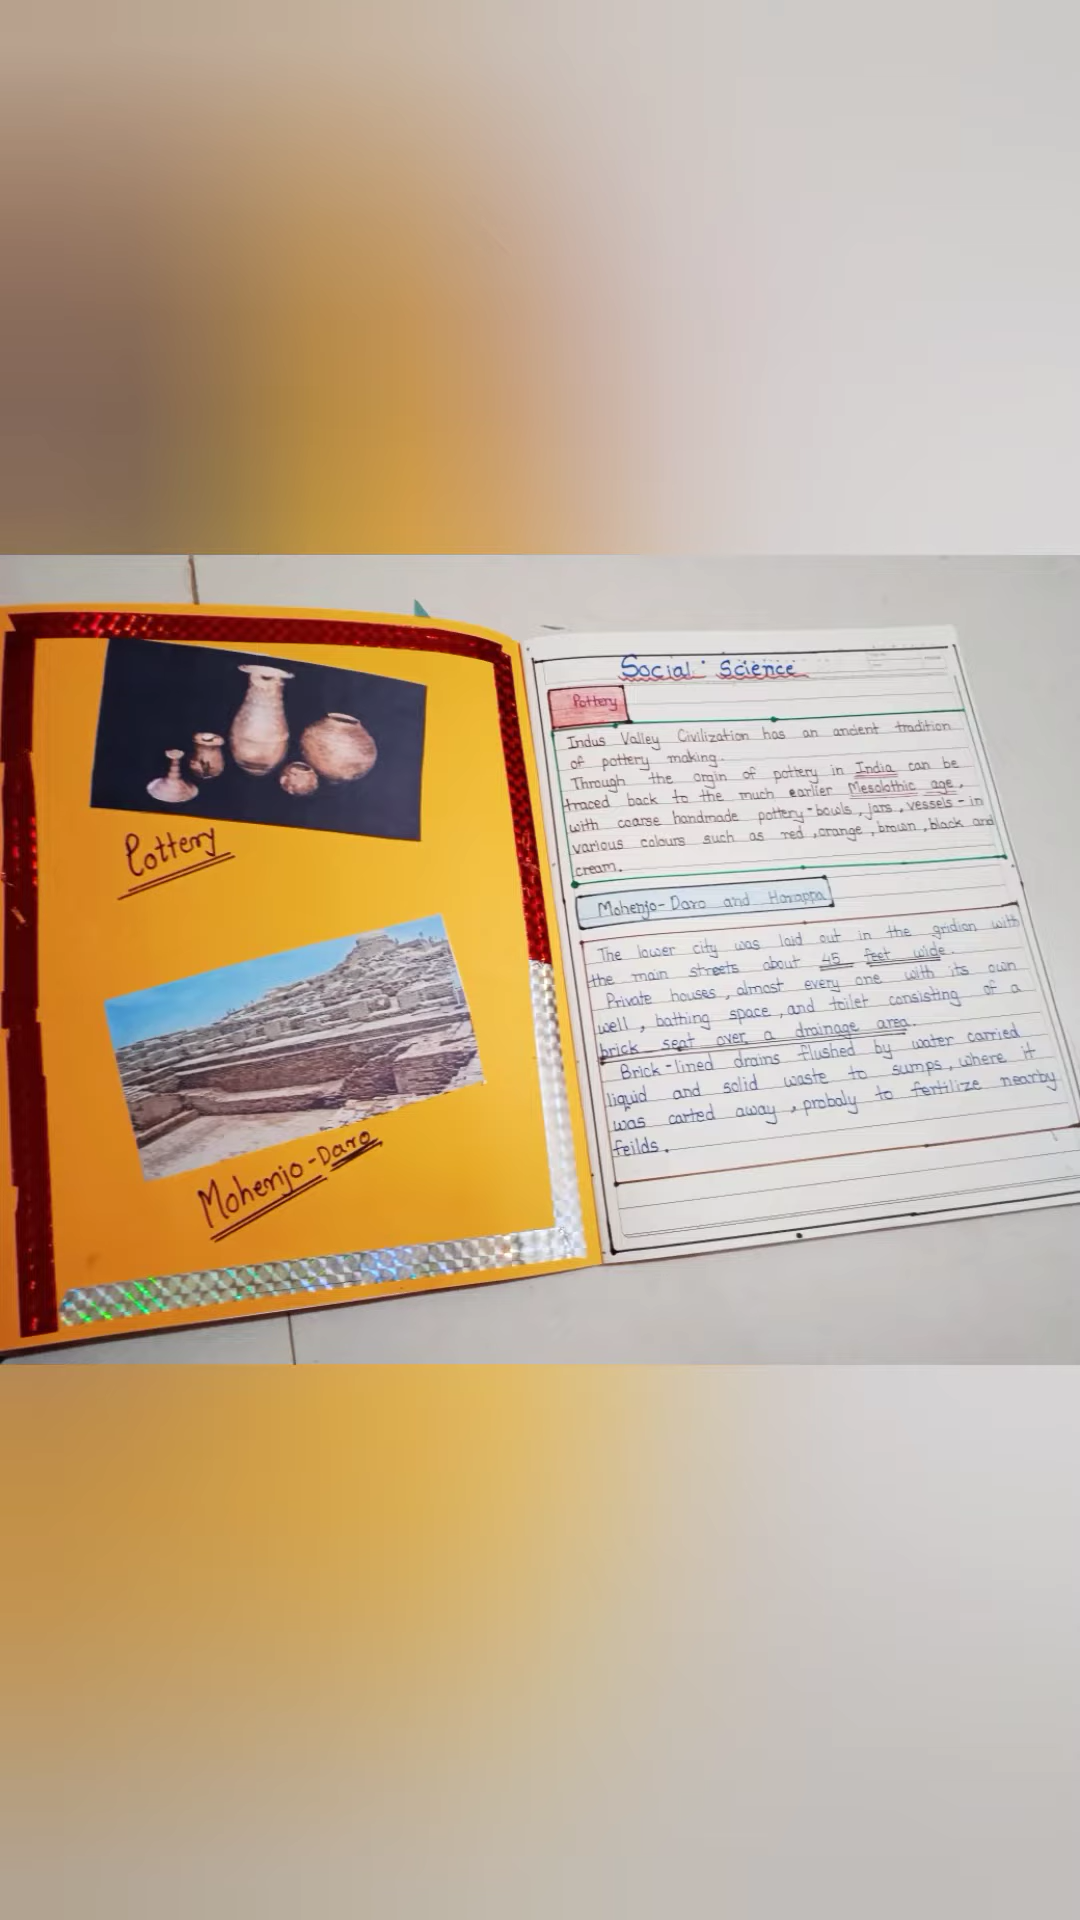 Pottery
Mohenjo-Daro
Social Science
Pottery
Indus Valley Civilization has an ancient tradition
of pottery making.
Through the orgin of pottery in India can be
traced back to the much earlier Mesolothic age,
with coarse handmade pottery-bowls, jars, vessels-in
various colours such as red, orange, brown, black and
cream.
Mohenjo-Daro and Harappa
The lower city was laid out in the gridion with
the main streets about 45 feet wide.
Private houses, almost every one with its own
well, bathing space, and toilet consisting of a
brick seat over a drainage area.
Brick-lined drains flushed by water carried
liquid and solid waste to sumps, where it
was carted away, probaly to fertilize nearby
feilds.